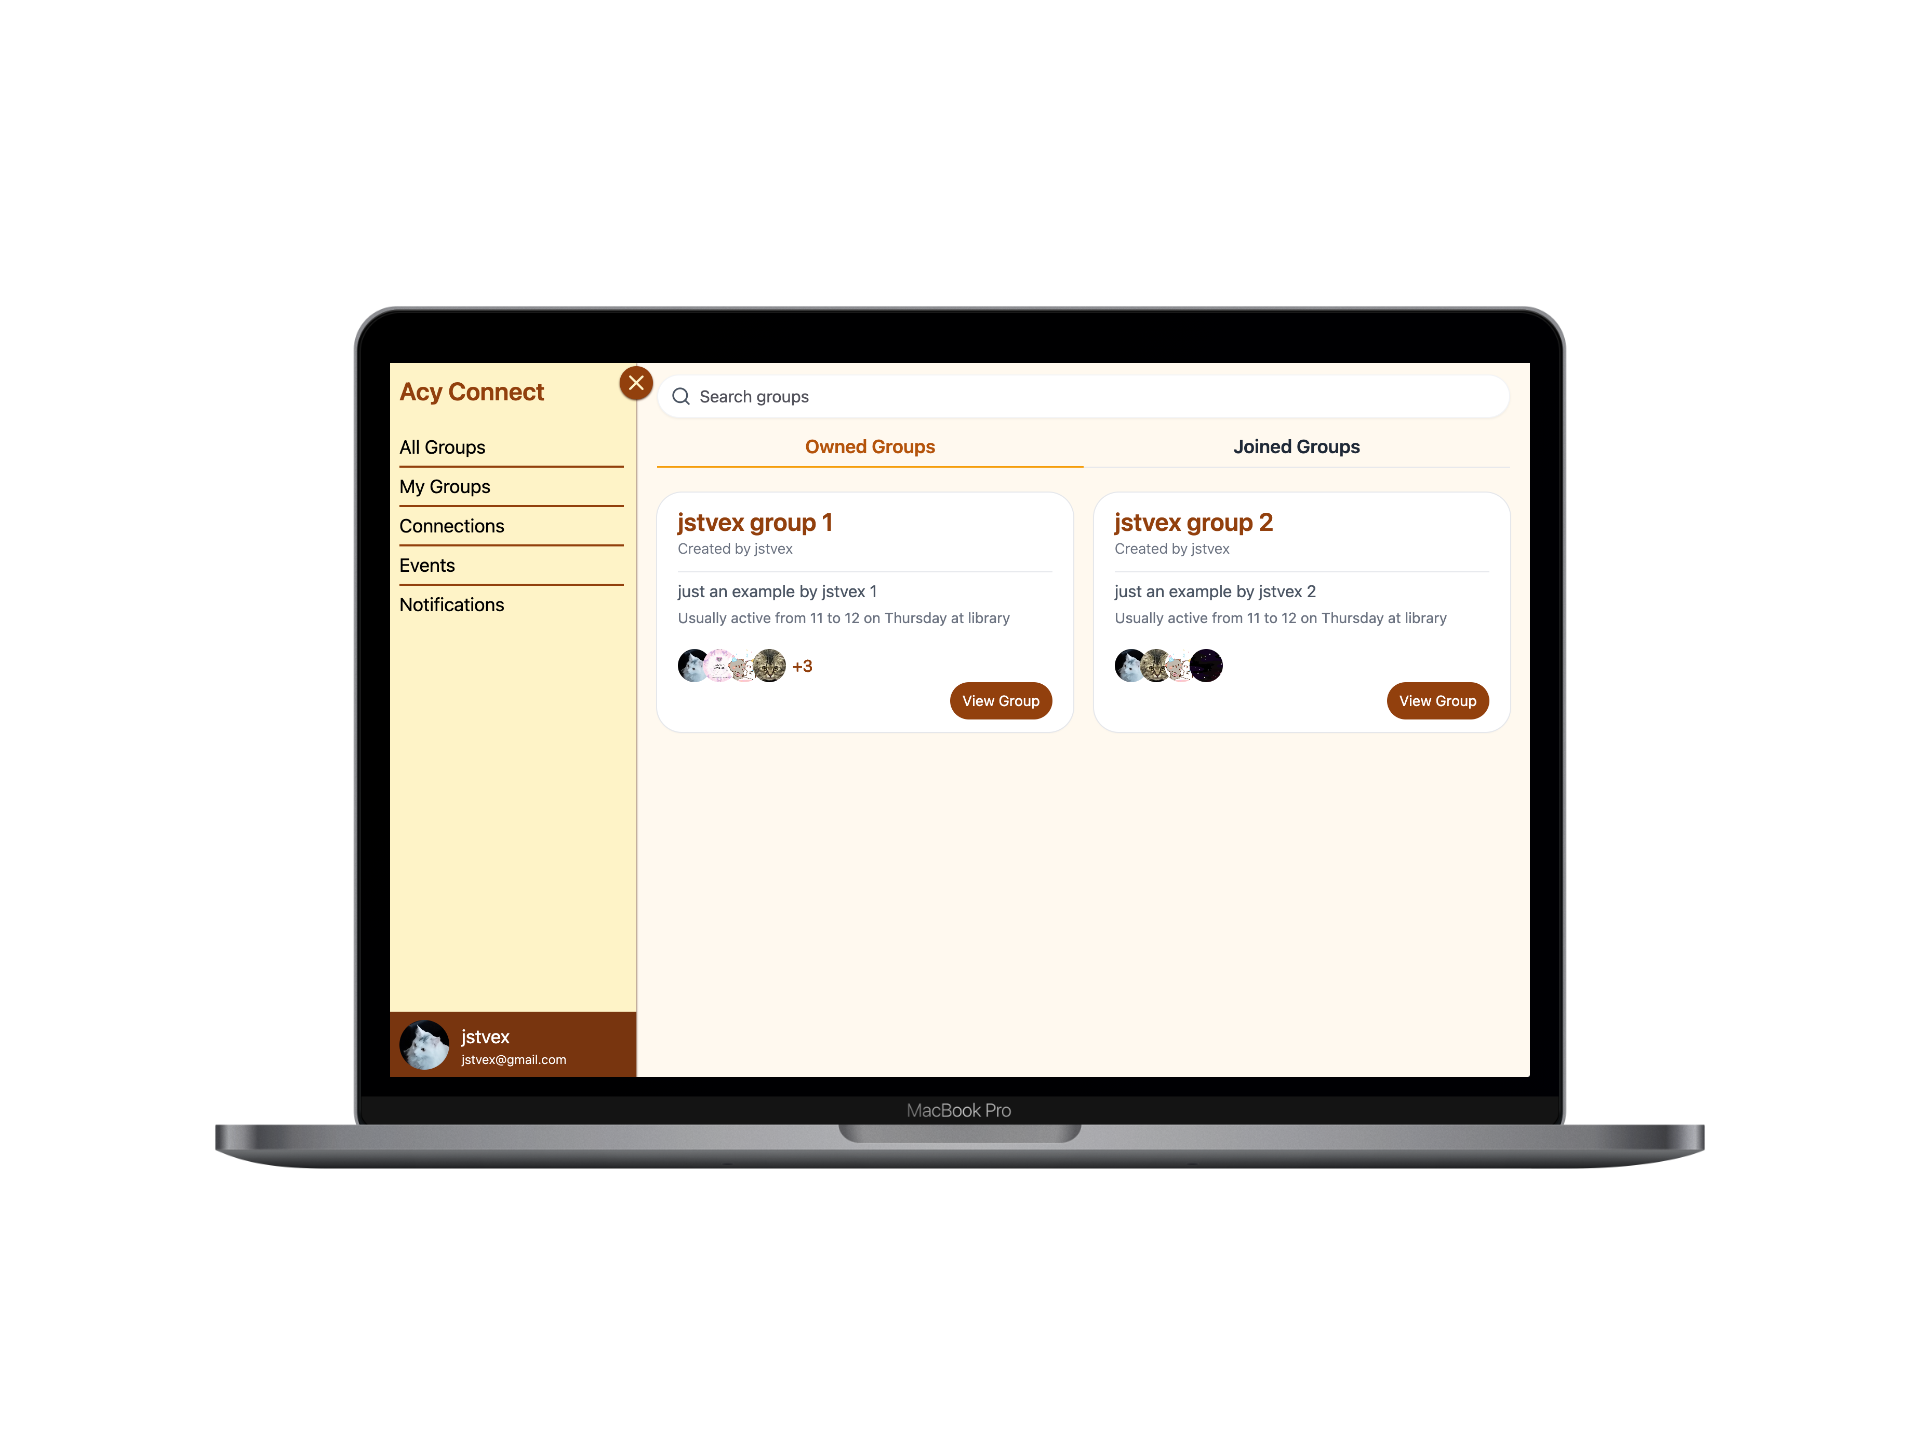 Acy Connect
All Groups
My Groups
Connections
Events
Notifications
jstvex
jstvex@gmail.com
Search groups
Owned Groups
Joined Groups
jstvex group 1
Created by jstvex
just an example by jstvex 1
Usually active from 11 to 12 on Thursday at library
+3
View Group
jstvex group 2
Created by jstvex
just an example by jstvex 2
Usually active from 11 to 12 on Thursday at library
View Group
MacBook Pro